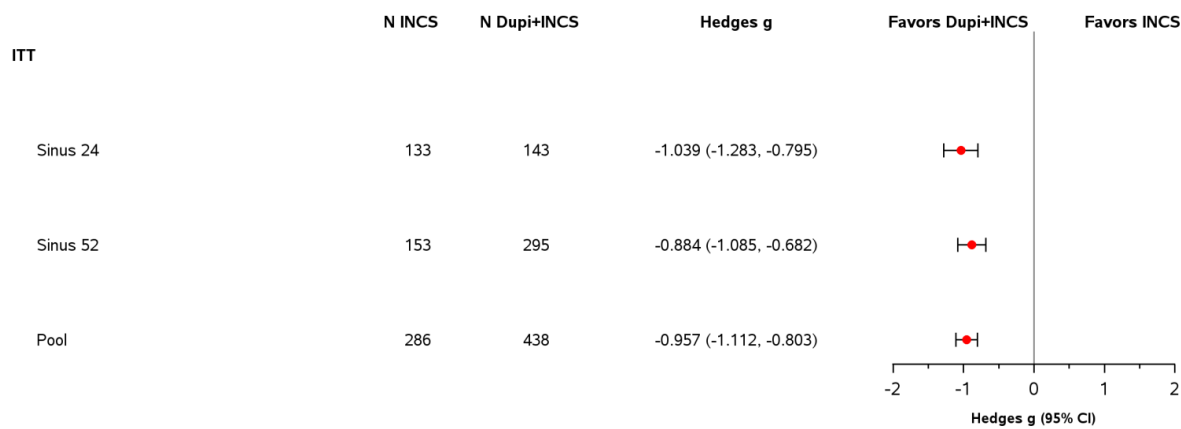 N INCS N Dupi+INCS Hedges g Favors Dupi+INCS Favors INCS
ITT
Sinus 24 133 143 -1.039 (-1.283, -0.795)
Sinus 52 153 295 -0.884 (-1.085, -0.682)
Pool 286 438 -0.957 (-1.112, -0.803)
-2 -1 0 1 2
Hedges g (95% CI)